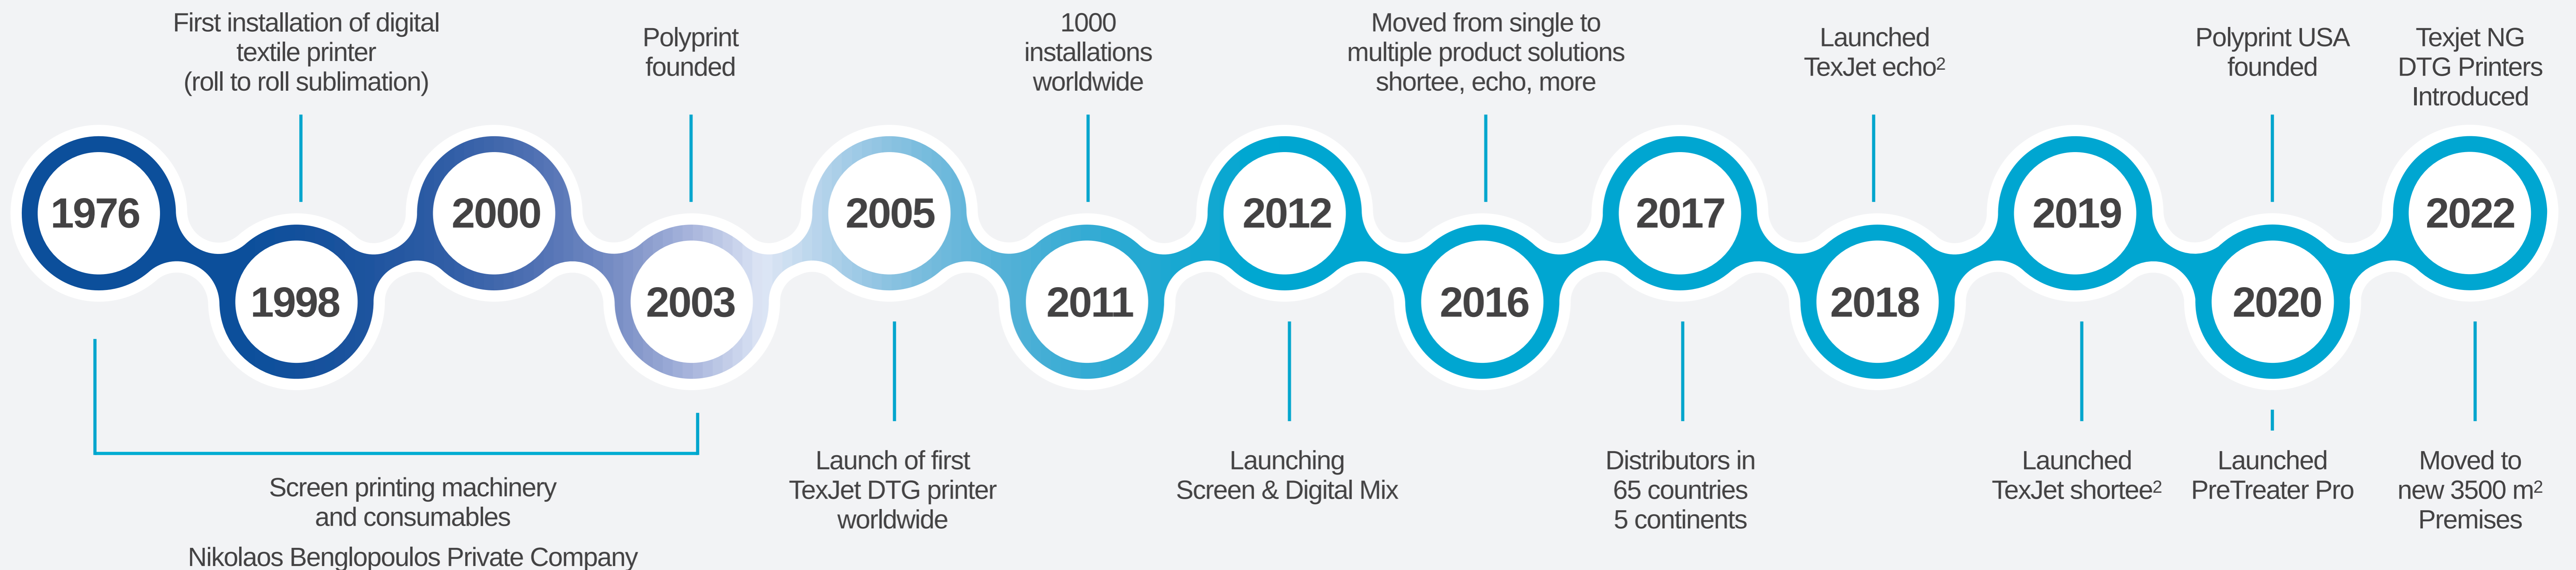 First installation of digital
textile printer
(roll to roll sublimation)
Polyprint
founded
1000
installations
worldwide
Moved from single to
multiple product solutions
shortee, echo, more
Launched
TexJet echo²
Polyprint USA
founded
Texjet NG
DTG Printers
Introduced
1976
1998
2000
2003
2005
2011
2012
2016
2017
2018
2019
2020
2022
Screen printing machinery
and consumables
Nikolaos Benglopoulos Private Company
Launch of first
TexJet DTG printer
worldwide
Launching
Screen & Digital Mix
Distributors in
65 countries
5 continents
Launched
TexJet shortee²
Launched
PreTreater Pro
Moved to
new 3500 m²
Premises